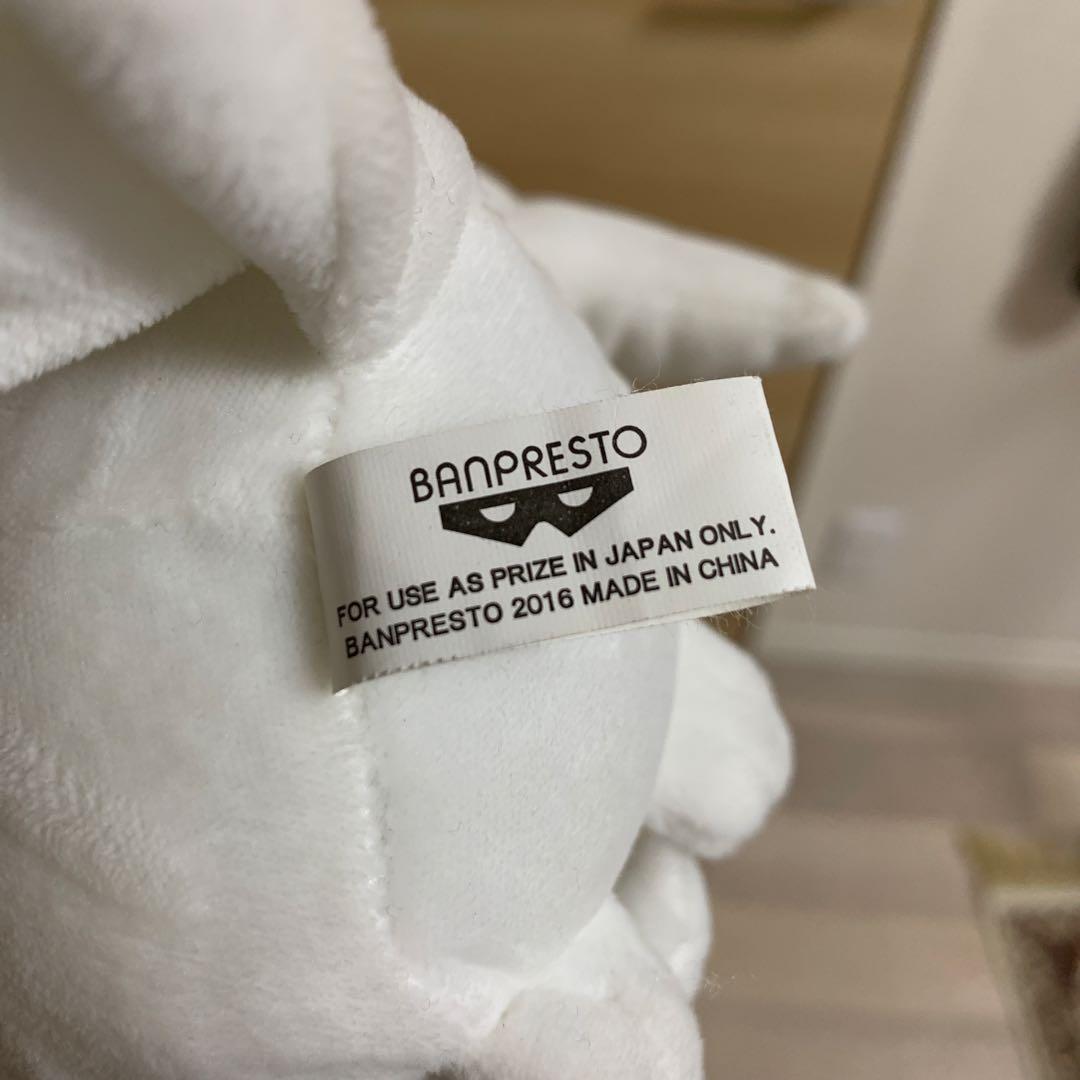 BANPRESTO
FOR USE AS PRIZE IN JAPAN ONLY.
BANPRESTO 2016 MADE IN CHINA